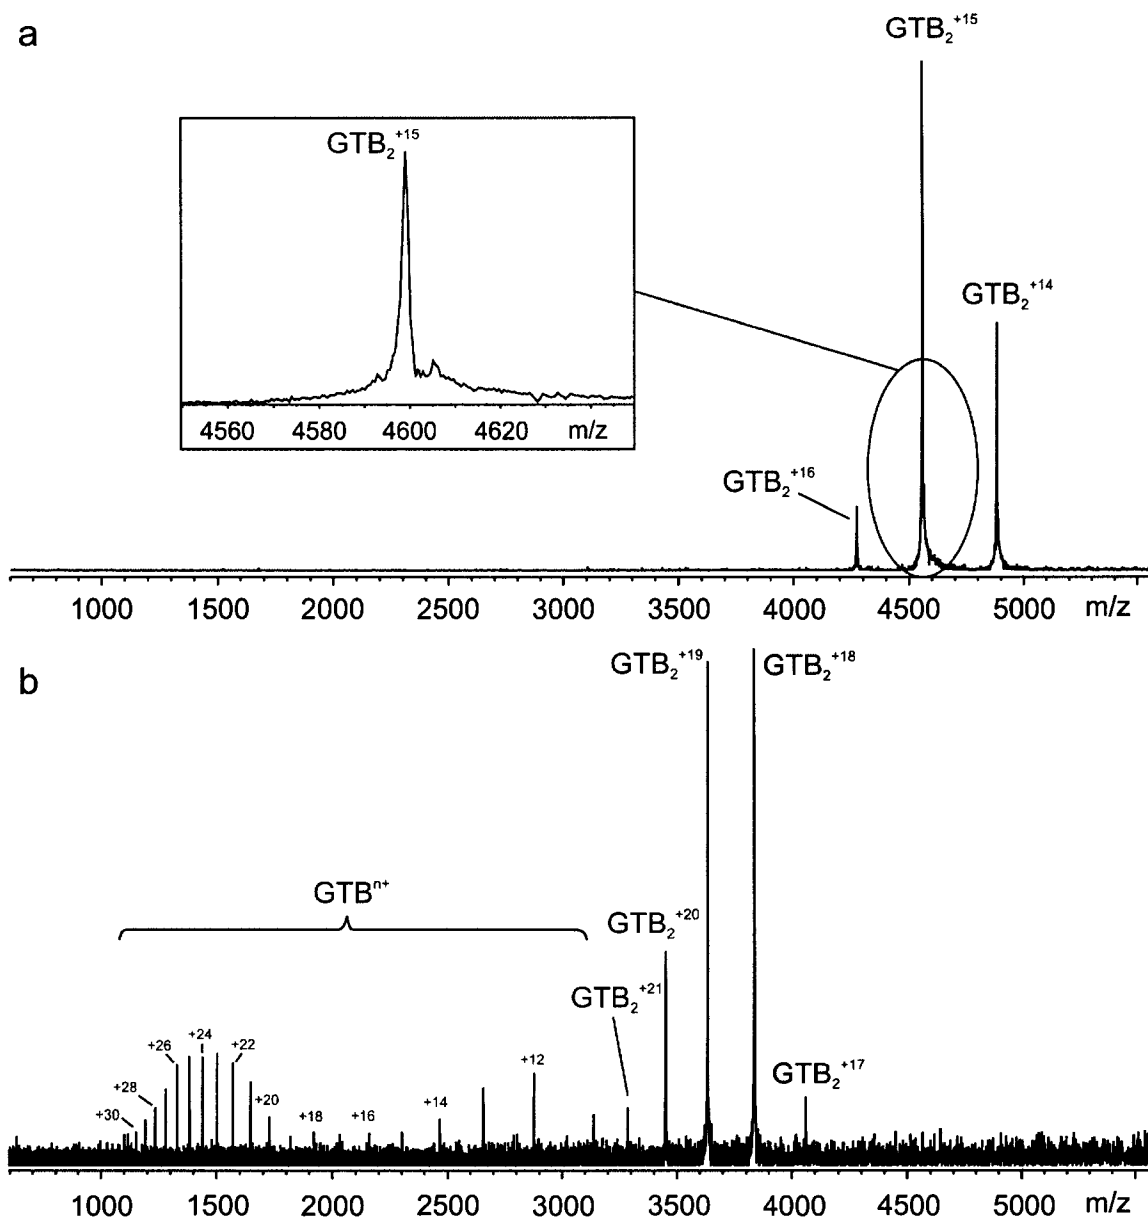 a
GTB₂⁺¹⁵
GTB₂⁺¹⁵
GTB₂⁺¹⁴
4560 4580 4600 4620 m/z
GTB₂⁺¹⁶
1000 1500 2000 2500 3000 3500 4000 4500 5000 m/z
b
GTB₂⁺¹⁹ GTB₂⁺¹⁸
GTBⁿ⁺
GTB₂⁺²⁰
GTB₂⁺²¹
GTB₂⁺¹⁷
+30 +28 +26 +24 +22 +20 +18 +16 +14 +12
1000 1500 2000 2500 3000 3500 4000 4500 5000 m/z